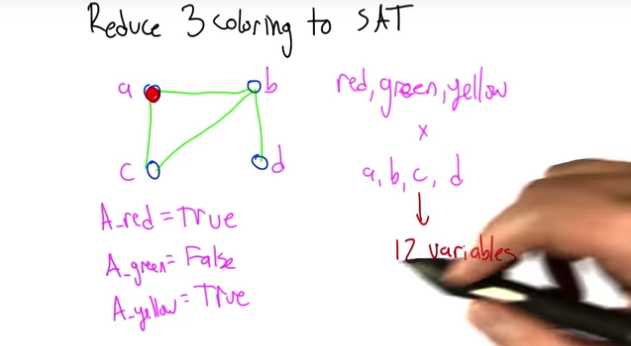 Reduce 3 coloring to SAT
a
b
c
d
red, green, yellow
x
a, b, c, d
12 variables
A_red = True
A_green = False
A_yellow = True